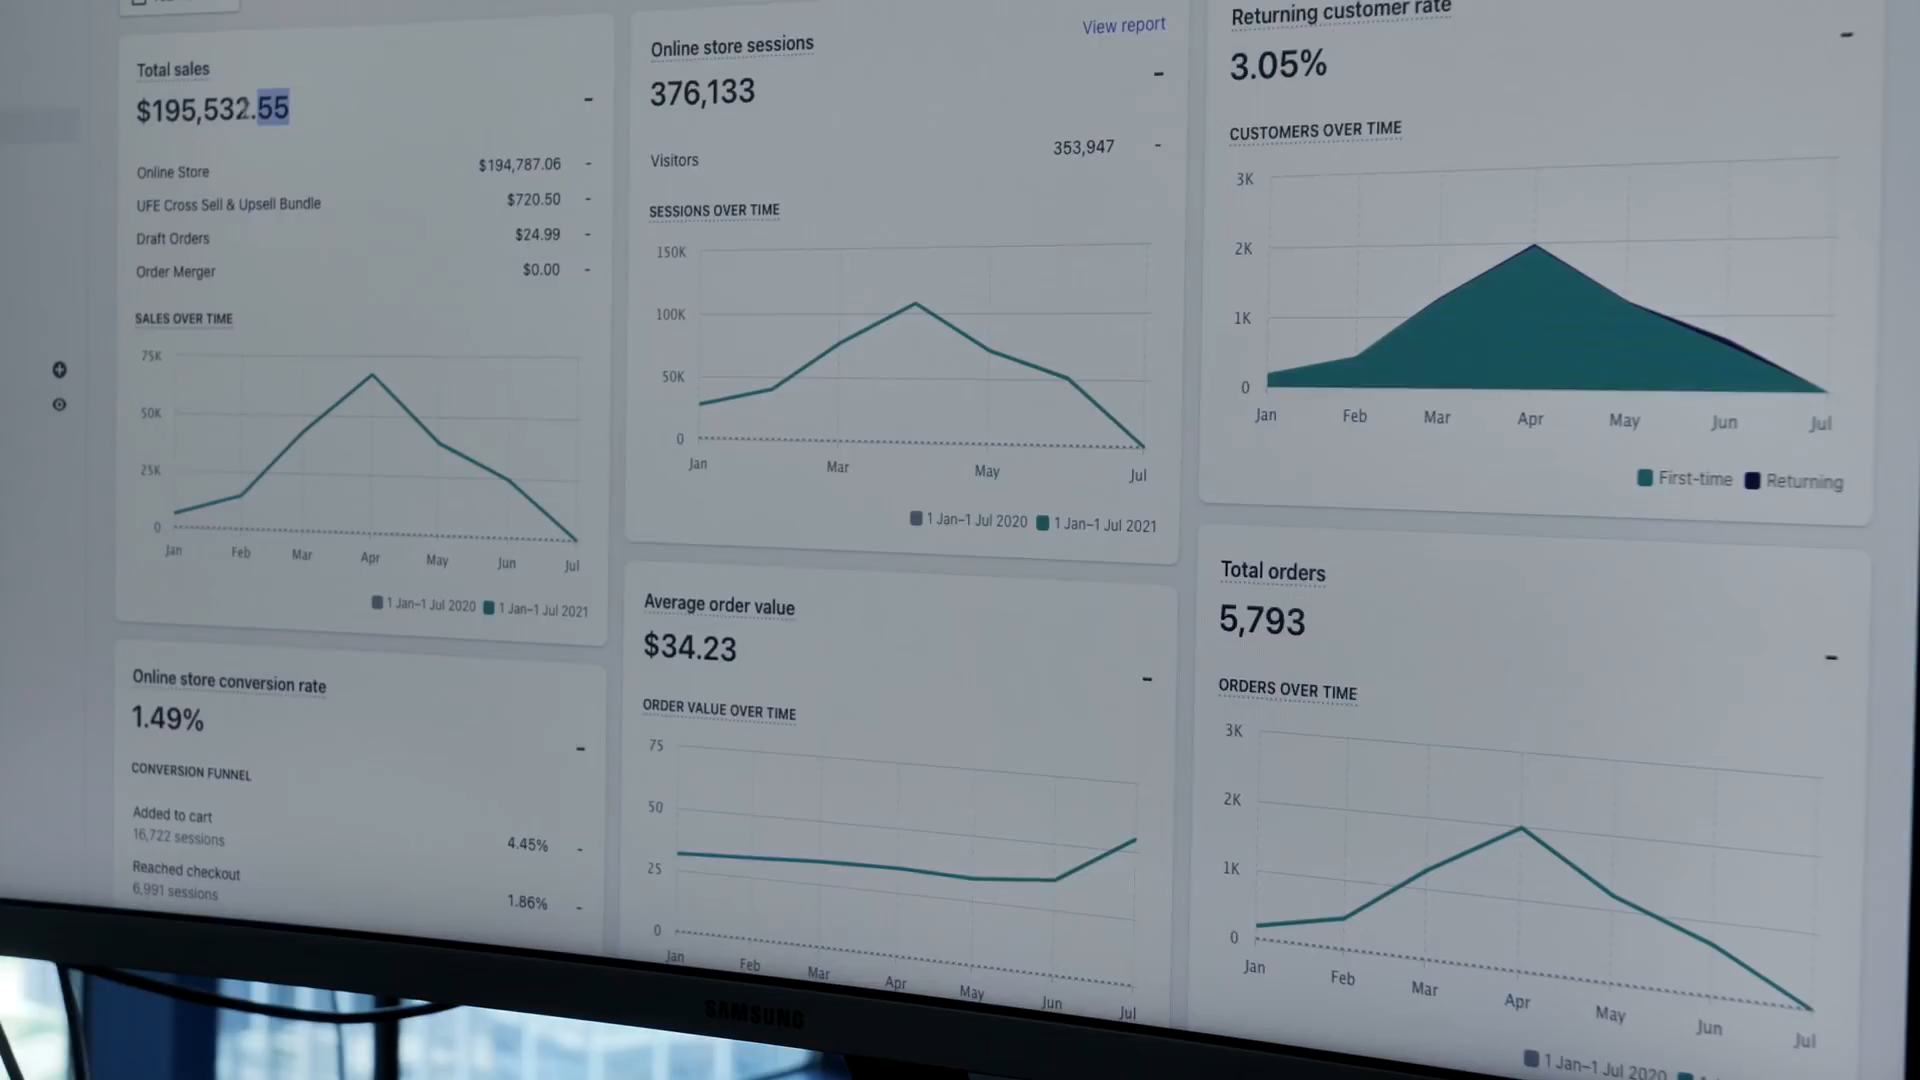 Total sales
$195,532.55
Online Store $194,787.06 -
UFE Cross Sell & Upsell Bundle $720.50 -
Draft Orders $24.99 -
Order Merger $0.00 -
SALES OVER TIME
75K
50K
25K
0
Jan Feb Mar Apr May Jun Jul
1 Jan–1 Jul 2020 1 Jan–1 Jul 2021
Online store sessions View report
376,133 -
Visitors 353,947 -
SESSIONS OVER TIME
150K
100K
50K
0
Jan Mar May Jul
1 Jan–1 Jul 2020 1 Jan–1 Jul 2021
Returning customer rate
3.05% -
CUSTOMERS OVER TIME
3K
2K
1K
0
Jan Feb Mar Apr May Jun Jul
First-time Returning
Online store conversion rate
1.49% -
CONVERSION FUNNEL
Added to cart
16,722 sessions 4.45% -
Reached checkout
6,991 sessions 1.86% -
Average order value
$34.23 -
ORDER VALUE OVER TIME
75
50
25
0
Jan Feb Mar Apr May Jun Jul
Total orders
5,793 -
ORDERS OVER TIME
3K
2K
1K
0
Jan Feb Mar Apr May Jun Jul
1 Jan–1 Jul 2020
SAMSUNG